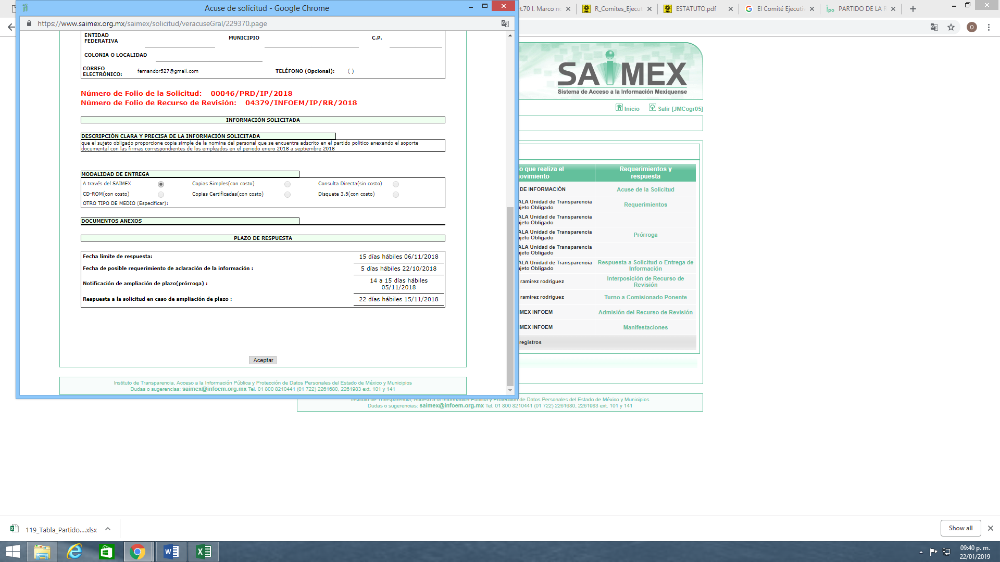 Acuse de solicitud - Google Chrome
https://www.saimex.org.mx/saimex/solicitud/veracuseGral/229370.page
rt.70 I. Marco no
R_Comites_Ejecut
ESTATUTO.pdf
El Comité Ejecuti
PARTIDO DE LA R
O
ENTIDAD FEDERATIVA
MUNICIPIO
C.P.
COLONIA O LOCALIDAD
CORREO ELECTRÓNICO:
fernandor527@gmail.com
TELÉFONO (Opcional):
( )
Número de Folio de la Solicitud: 00046/PRD/IP/2018
Número de Folio de Recurso de Revisión: 04379/INFOEM/IP/RR/2018
INFORMACIÓN SOLICITADA
DESCRIPCIÓN CLARA Y PRECISA DE LA INFORMACIÓN SOLICITADA
que el sujeto obligado proporcione copia simple de la nomina del personal que se encuentra adscrito en el partido politico anexando el soporte
documental con las firmas correspondientes de los empleados en el periodo enero 2018 a septiembre 2018
MODALIDAD DE ENTREGA
A través del SAIMEX
Copias Simples(con costo)
Consulta Directa(sin costo)
CD-ROM(con costo)
Copias Certificadas(con costo)
Disquete 3.5(con costo)
OTRO TIPO DE MEDIO (Especificar):
DOCUMENTOS ANEXOS
PLAZO DE RESPUESTA
Fecha límite de respuesta:
15 días hábiles 06/11/2018
Fecha de posible requerimiento de aclaración de la información :
5 días hábiles 22/10/2018
Notificación de ampliación de plazo(prórroga) :
14 a 15 días hábiles
05/11/2018
Respuesta a la solicitud en caso de ampliación de plazo :
22 días hábiles 15/11/2018
Aceptar
Instituto de Transparencia, Acceso a la Información Pública y Protección de Datos Personales del Estado de México y Municipios
Dudas o sugerencias: saimex@infoem.org.mx Tel. 01 800 8210441 (01 722) 2261680, 2261983 ext. 101 y 141
SAIMEX
Sistema de Acceso a la Información Mexiquense
Inicio
Salir [JMCogr05]
o que realiza el
ovimiento
Requerimientos y
respuesta
DE INFORMACIÓN
Acuse de la Solicitud
ALA Unidad de Transparencia
ujeto Obligado
Requerimientos
ALA Unidad de Transparencia
ujeto Obligado
ALA Unidad de Transparencia
ujeto Obligado
Prórroga
ALA Unidad de Transparencia
ujeto Obligado
ALA Unidad de Transparencia
ujeto Obligado
Respuesta a Solicitud o Entrega de
Información
ramirez rodriguez
Interposición de Recurso de
Revisión
ramirez rodriguez
Turno a Comisionado Ponente
IMEX INFOEM
Admisión del Recurso de Revisión
IMEX INFOEM
Manifestaciones
registros
Instituto de Transparencia, Acceso a la Información Pública y Protección de Datos Personales del Estado de México y Municipios
Dudas o sugerencias: saimex@infoem.org.mx Tel. 01 800 8210441 (01 722) 2261680, 2261983 ext. 101 y 141
119_Tabla_Partido....xlsx
Show all
09:40 p. m.
22/01/2019